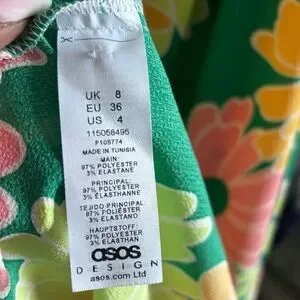 UK 8
EU 36
US 4
115058495
F105774
MADE IN TUNISIA
MAIN:
97% POLYESTER
3% ELASTANE
PRINCIPAL:
97% POLYESTER
3% ÉLASTHANNE
TEJIDO PRINCIPAL:
97% POLIÉSTER
3% ELASTANO
HAUPTSTOFF:
97% POLYESTER
3% ELASTHAN
asos
DESIGN
asos.com Ltd